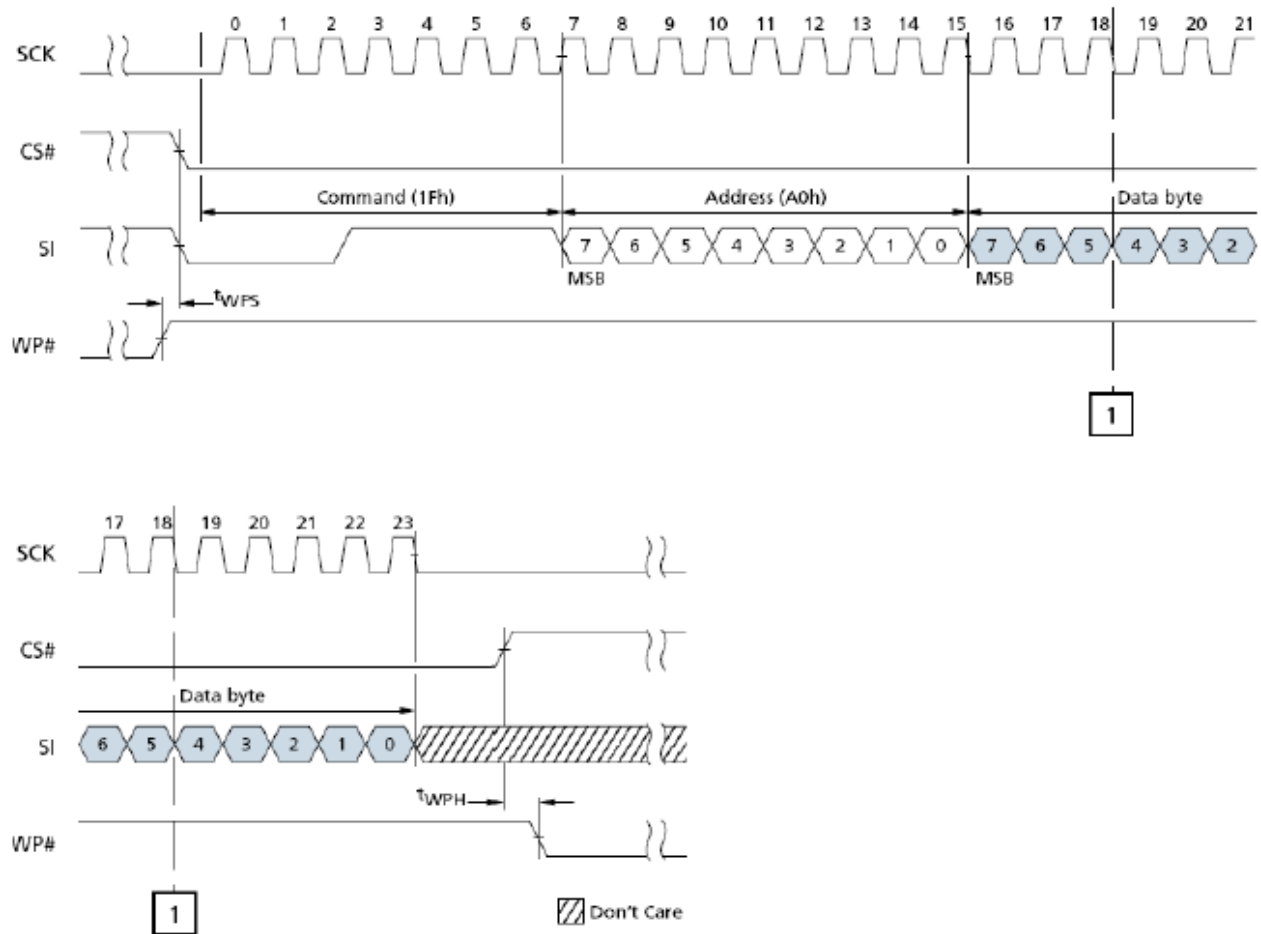 0 1 2 3 4 5 6 7 8 9 10 11 12 13 14 15 16 17 18 19 20 21
SCK
CS#
Command (1Fh) Address (A0h) Data byte
SI 7 6 5 4 3 2 1 0 7 6 5 4 3 2
MSB MSB
tWPS
WP#
1
17 18 19 20 21 22 23
SCK
CS#
Data byte
SI 6 5 4 3 2 1 0
tWPH
WP#
1
Don't Care